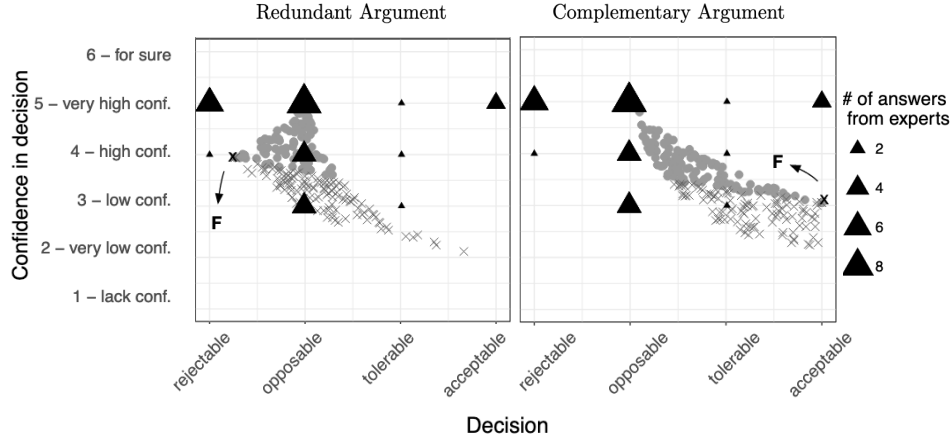 Redundant Argument
Complementary Argument
Confidence in decision
6 – for sure
5 – very high conf.
4 – high conf.
3 – low conf.
2 – very low conf.
1 – lack conf.
x
F
F
x
rejectable
opposable
tolerable
acceptable
rejectable
opposable
tolerable
acceptable
Decision
# of answers
from experts
2
4
6
8